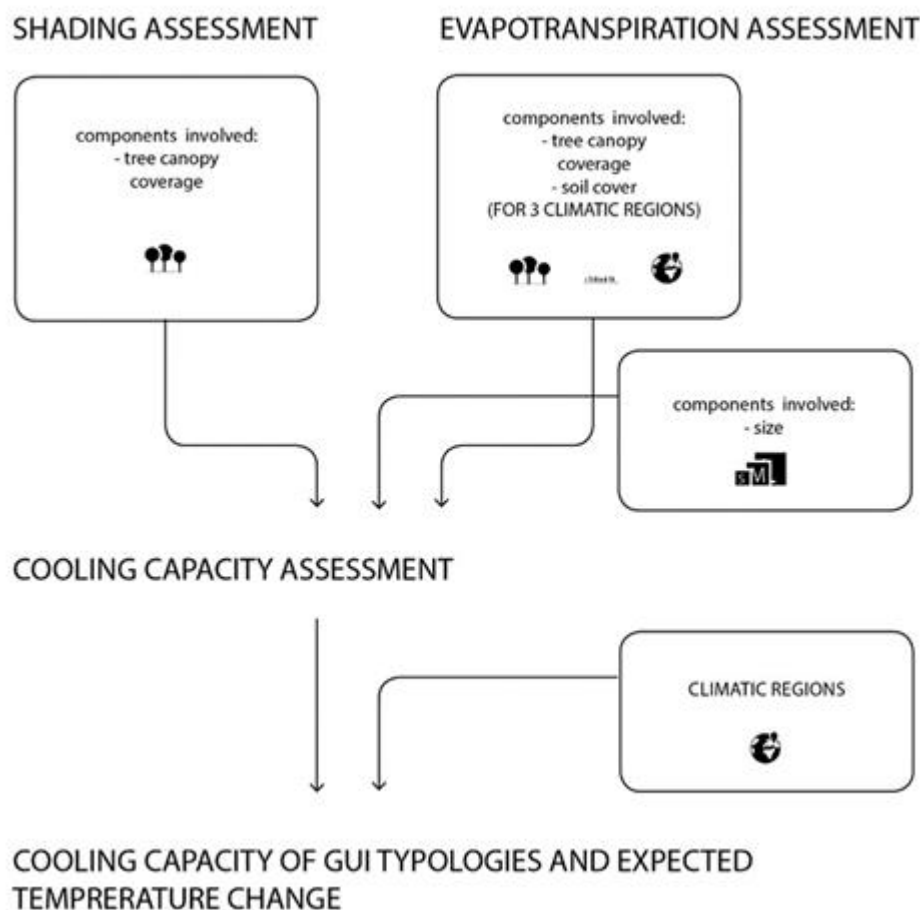 SHADING ASSESSMENT
EVAPOTRANSPIRATION ASSESSMENT
components involved:
- tree canopy
coverage
components involved:
- tree canopy
coverage
- soil cover
(FOR 3 CLIMATIC REGIONS)
components involved:
- size
S M L
COOLING CAPACITY ASSESSMENT
CLIMATIC REGIONS
COOLING CAPACITY OF GUI TYPOLOGIES AND EXPECTED
TEMPRERATURE CHANGE